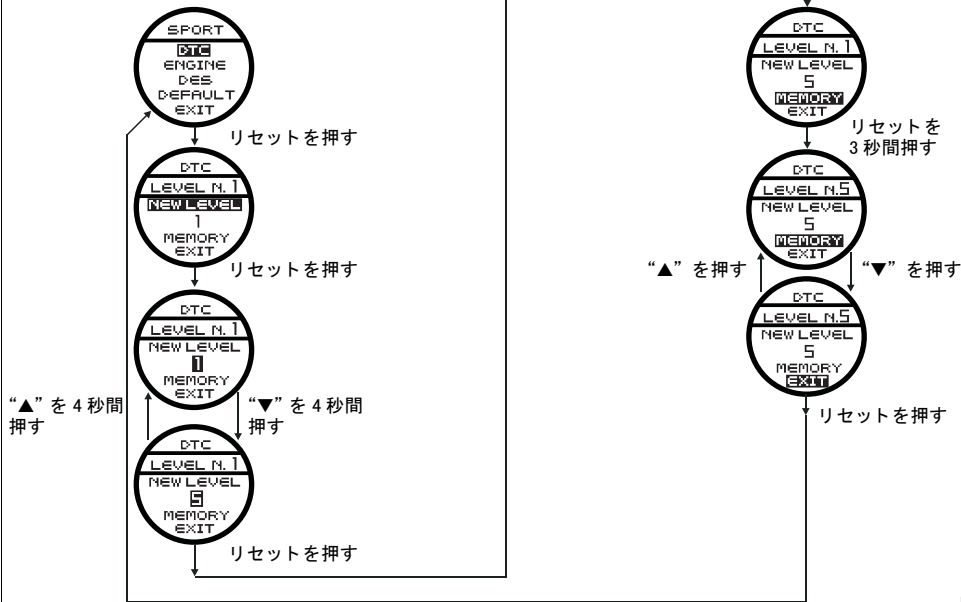 SPORT
DTC
ENGINE
DES
DEFAULT
EXIT
リセットを押す
DTC
LEVEL N. 1
NEW LEVEL
1
MEMORY
EXIT
リセットを押す
DTC
LEVEL N. 1
NEW LEVEL
1
MEMORY
EXIT
“▲” を 4 秒間
押す
“▼” を 4 秒間
押す
DTC
LEVEL N. 1
NEW LEVEL
5
MEMORY
EXIT
リセットを押す
DTC
LEVEL N. 1
NEW LEVEL
5
MEMORY
EXIT
リセットを
3 秒間押す
DTC
LEVEL N.5
NEW LEVEL
5
MEMORY
EXIT
“▲” を押す
“▼” を押す
DTC
LEVEL N.5
NEW LEVEL
5
MEMORY
EXIT
リセットを押す